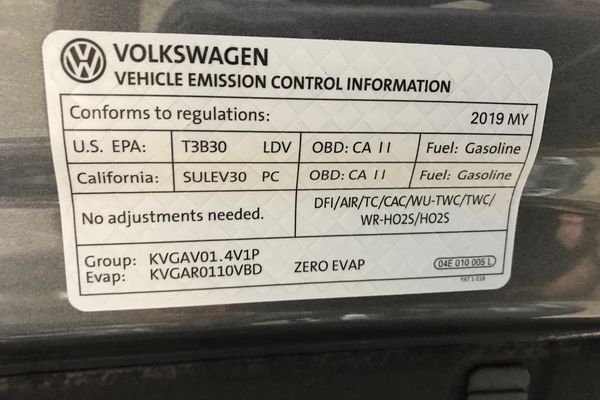 VOLKSWAGEN
VEHICLE EMISSION CONTROL INFORMATION
Conforms to regulations: 2019 MY
U.S. EPA: T3B30 LDV OBD: CA II Fuel: Gasoline
California: SULEV30 PC OBD: CA II Fuel: Gasoline
No adjustments needed.
DFI/AIR/TC/CAC/WU-TWC/TWC/
WR-HO2S/HO2S
Group: KVGAV01.4V1P
Evap: KVGAR0110VBD ZERO EVAP 04E 010 005 L